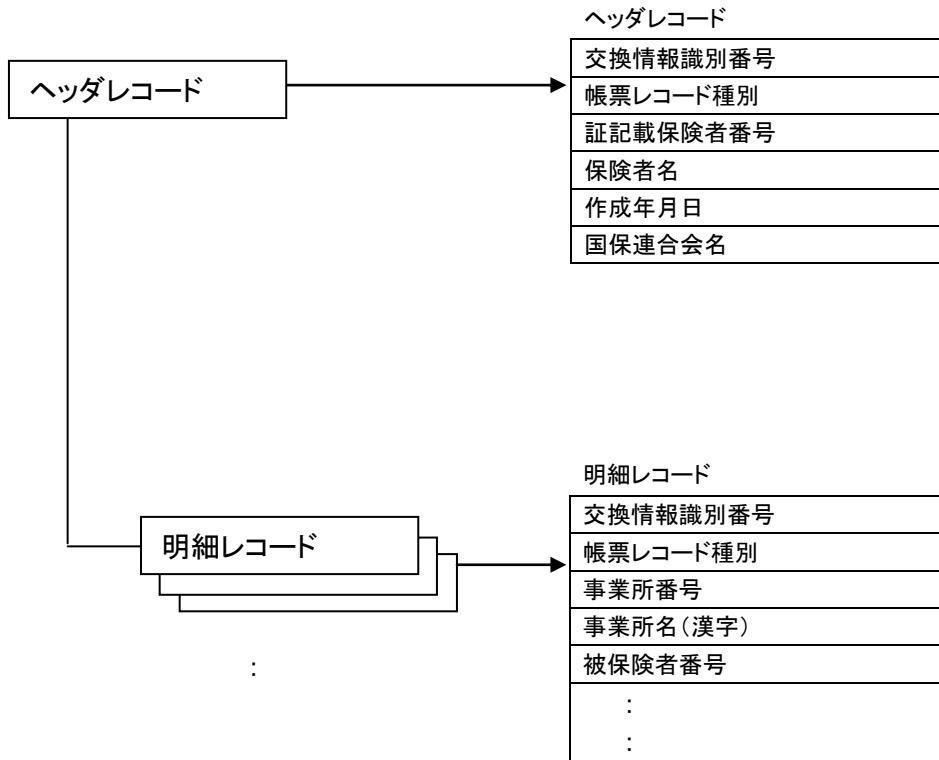 ヘッダレコード
ヘッダレコード
交換情報識別番号
帳票レコード種別
証記載保険者番号
保険者名
作成年月日
国保連合会名
明細レコード
明細レコード
交換情報識別番号
帳票レコード種別
事業所番号
事業所名(漢字)
被保険者番号
:
:
: